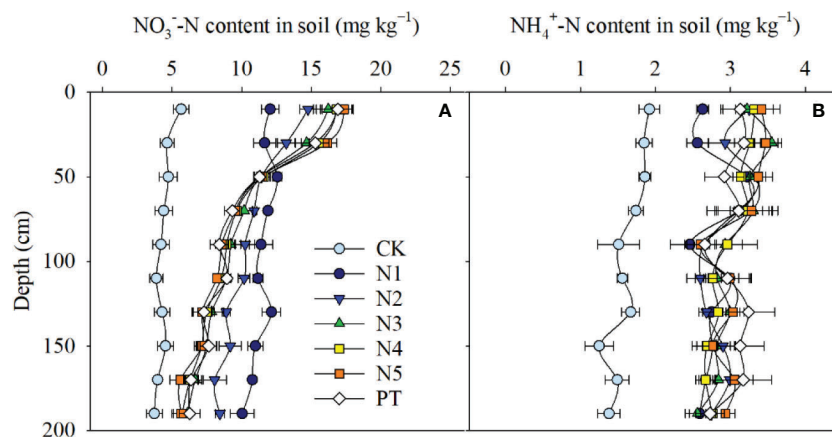 NO₃⁻-N content in soil (mg kg⁻¹)
NH₄⁺-N content in soil (mg kg⁻¹)
0 5 10 15 20 25
0 1 2 3 4
Depth (cm)
0
50
100
150
200
A
B
CK
N1
N2
N3
N4
N5
PT